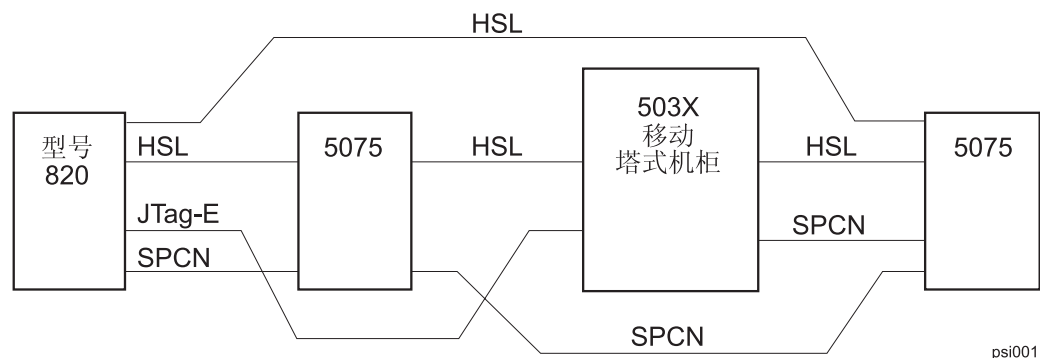 HSL
型号
820
HSL
JTag-E
SPCN
5075
HSL
503X
移动
塔式机柜
HSL
SPCN
5075
SPCN
psi001